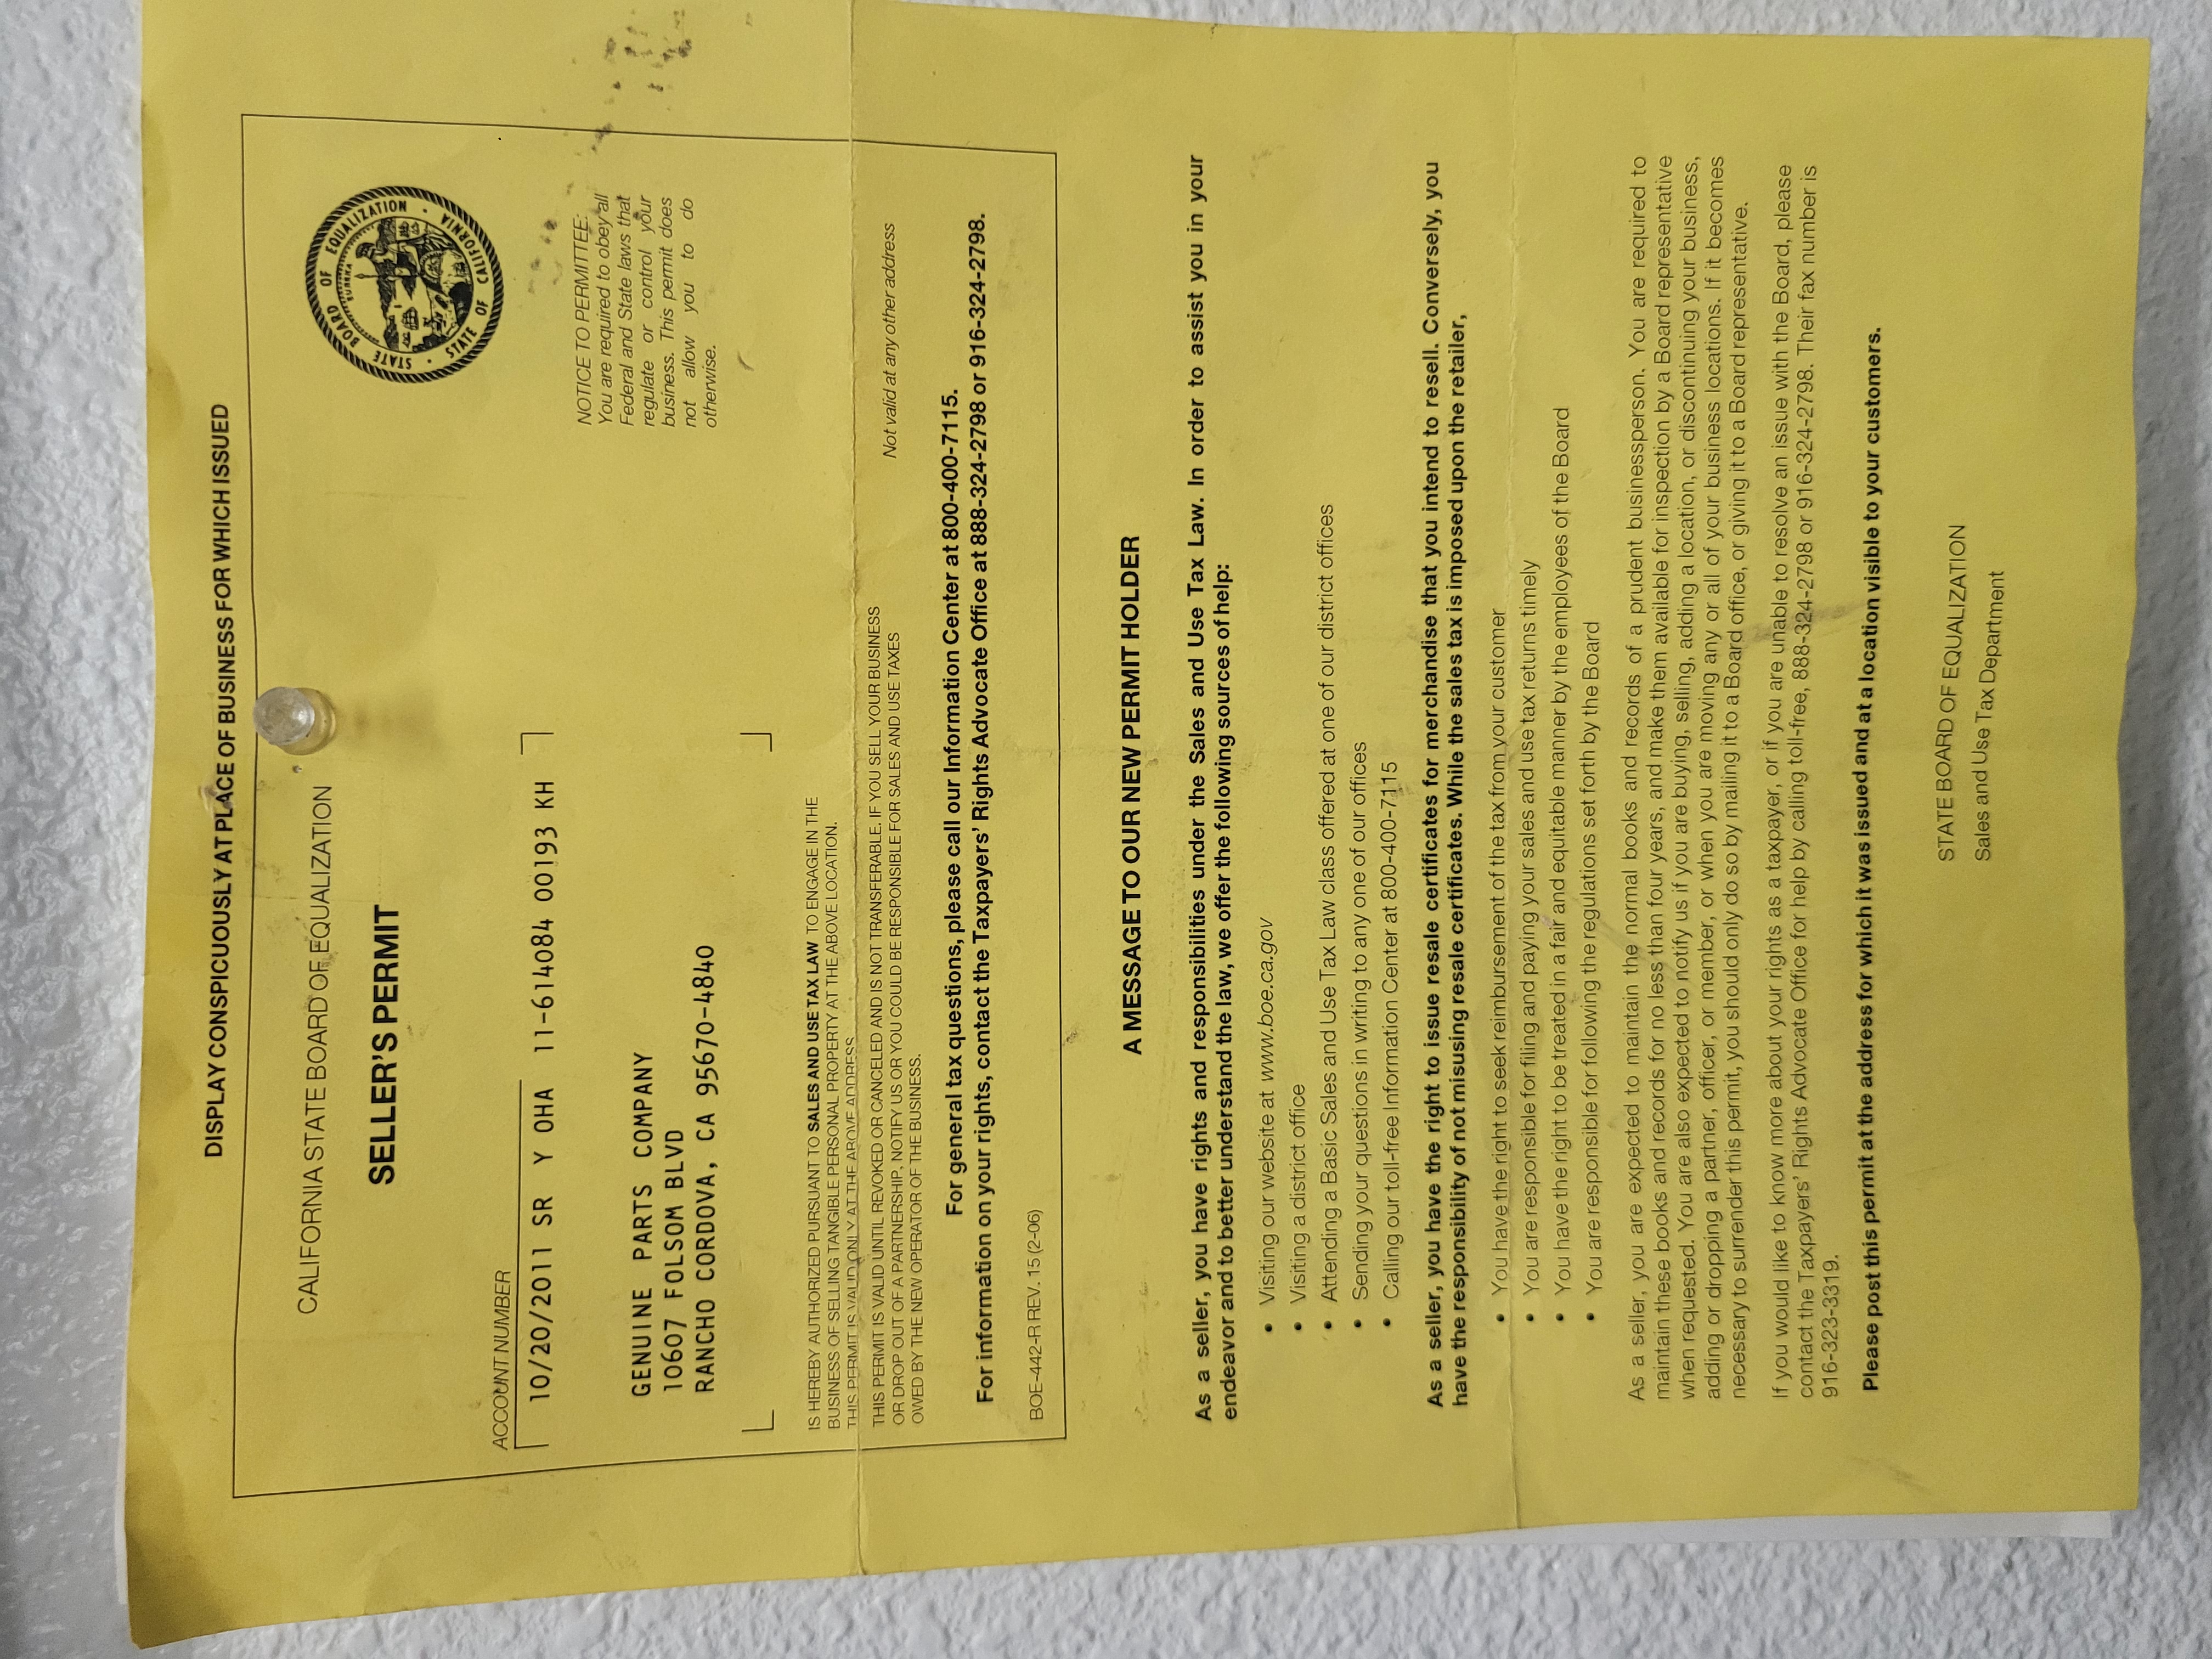 DISPLAY CONSPICUOUSLY AT PLACE OF BUSINESS FOR WHICH ISSUED
CALIFORNIA STATE BOARD OF EQUALIZATION
SELLER'S PERMIT
STATE BOARD OF EQUALIZATION • STATE OF CALIFORNIA •
EUREKA
ACCOUNT NUMBER
10/20/2011 SR Y OHA 11-614084 00193 KH
GENUINE PARTS COMPANY
10607 FOLSOM BLVD
RANCHO CORDOVA, CA 95670-4840
NOTICE TO PERMITTEE:
You are required to obey all
Federal and State laws that
regulate or control your
business. This permit does
not allow you to do
otherwise.
IS HEREBY AUTHORIZED PURSUANT TO SALES AND USE TAX LAW TO ENGAGE IN THE
BUSINESS OF SELLING TANGIBLE PERSONAL PROPERTY AT THE ABOVE LOCATION.
THIS PERMIT IS VALID ONLY AT THE ABOVE ADDRESS.
THIS PERMIT IS VALID UNTIL REVOKED OR CANCELED AND IS NOT TRANSFERABLE. IF YOU SELL YOUR BUSINESS
OR DROP OUT OF A PARTNERSHIP, NOTIFY US OR YOU COULD BE RESPONSIBLE FOR SALES AND USE TAXES
OWED BY THE NEW OPERATOR OF THE BUSINESS.
Not valid at any other address
For general tax questions, please call our Information Center at 800-400-7115.
For information on your rights, contact the Taxpayers' Rights Advocate Office at 888-324-2798 or 916-324-2798.
BOE-442-R REV. 15 (2-06)
A MESSAGE TO OUR NEW PERMIT HOLDER
As a seller, you have rights and responsibilities under the Sales and Use Tax Law. In order to assist you in your
endeavor and to better understand the law, we offer the following sources of help:
• Visiting our website at www.boe.ca.gov
• Visiting a district office
• Attending a Basic Sales and Use Tax Law class offered at one of our district offices
• Sending your questions in writing to any one of our offices
• Calling our toll-free Information Center at 800-400-7115
As a seller, you have the right to issue resale certificates for merchandise that you intend to resell. Conversely, you
have the responsibility of not misusing resale certificates. While the sales tax is imposed upon the retailer,
• You have the right to seek reimbursement of the tax from your customer
• You are responsible for filing and paying your sales and use tax returns timely
• You have the right to be treated in a fair and equitable manner by the employees of the Board
• You are responsible for following the regulations set forth by the Board
As a seller, you are expected to maintain the normal books and records of a prudent businessperson. You are required to
maintain these books and records for no less than four years, and make them available for inspection by a Board representative
when requested. You are also expected to notify us if you are buying, selling, adding a location, or discontinuing your business,
adding or dropping a partner, officer, or member, or when you are moving any or all of your business locations. If it becomes
necessary to surrender this permit, you should only do so by mailing it to a Board office, or giving it to a Board representative.
If you would like to know more about your rights as a taxpayer, or if you are unable to resolve an issue with the Board, please
contact the Taxpayers' Rights Advocate Office for help by calling toll-free, 888-324-2798 or 916-324-2798. Their fax number is
916-323-3319.
Please post this permit at the address for which it was issued and at a location visible to your customers.
STATE BOARD OF EQUALIZATION
Sales and Use Tax Department